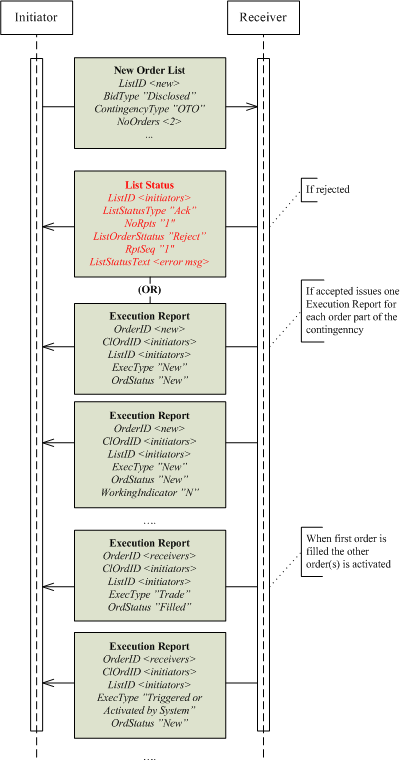 Initiator
Receiver
New Order List
ListID <new>
BidType "Disclosed"
ContingencyType "OTO"
NoOrders <2>
...
List Status
ListID <initiators>
ListStatusType "Ack"
NoRpts "1"
ListOrderSttatus "Reject"
RptSeq "1"
ListStatusText <error msg>
If rejected
(OR)
If accepted issues one
Execution Report for
each order part of the
contingenncy
Execution Report
OrderID <new>
ClOrdID <initiators>
ListID <initiators>
ExecType "New"
OrdStatus "New"
Execution Report
OrderID <new>
ClOrdID <initiators>
ListID <initiators>
ExecType "New"
OrdStatus "New"
WorkingIndicator "N"
....
When first order is
filled the other
order(s) is activated
Execution Report
OrderID <receivers>
ClOrdID <initiators>
ListID <initiators>
ExecType "Trade"
OrdStatus "Filled"
Execution Report
OrderID <receivers>
ClOrdID <initiators>
ListID <initiators>
ExecType "Triggered or
Activated by System"
OrdStatus "New"
....